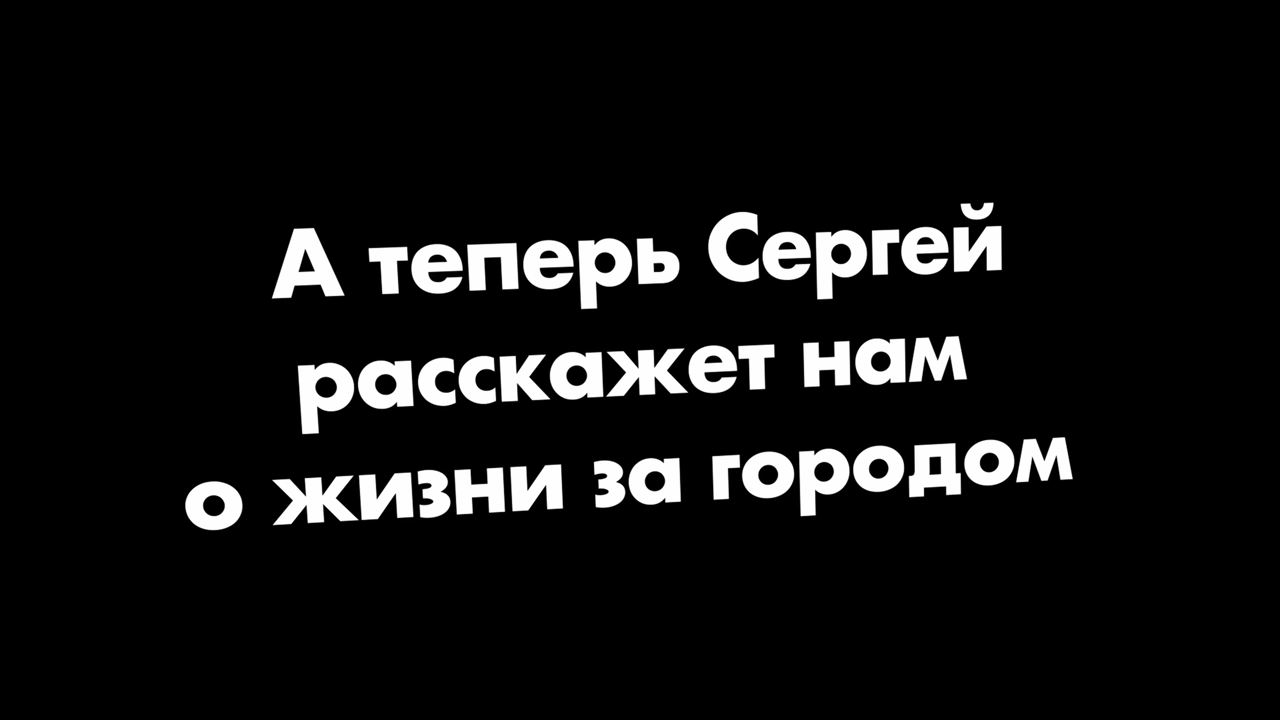 А теперь Сергей
расскажет нам
о жизни за городом